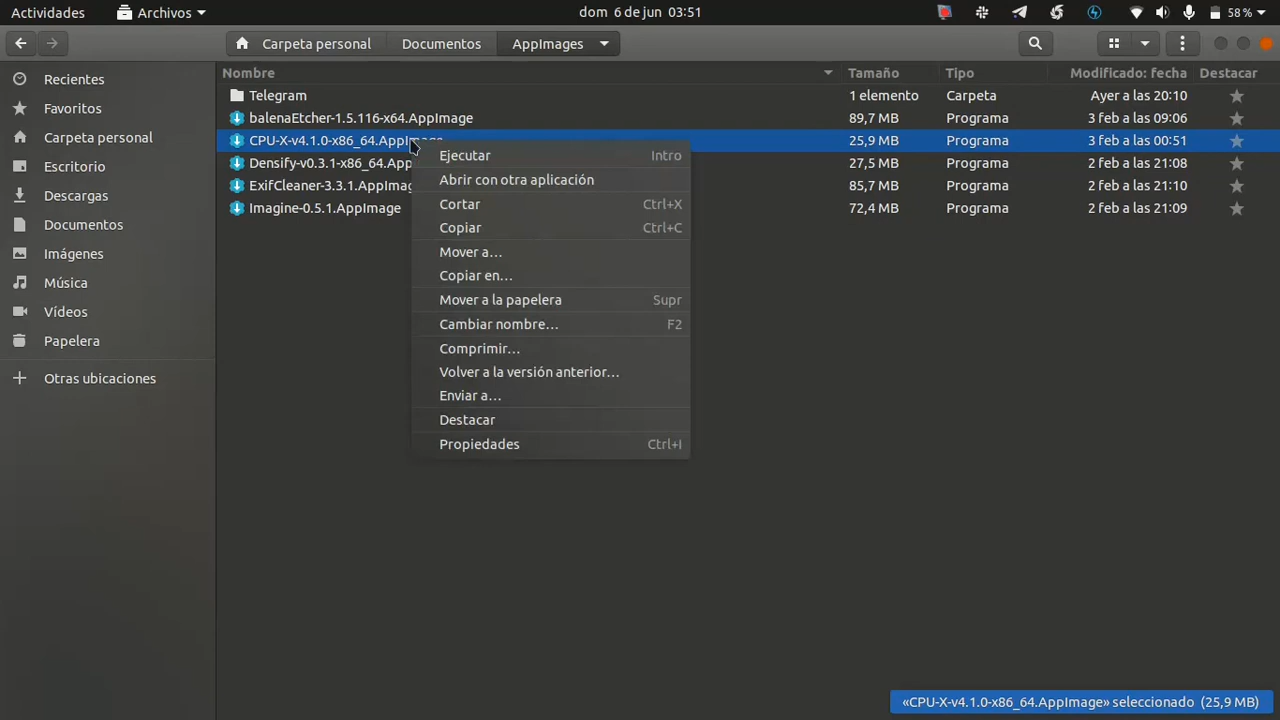 Actividades Archivos dom 6 de jun 03:51 58 %
Carpeta personal Documentos AppImages
Nombre Tamaño Tipo Modificado: fecha Destacar
Recientes
Favoritos
Carpeta personal
Escritorio
Descargas
Documentos
Imágenes
Música
Vídeos
Papelera
Otras ubicaciones
Telegram 1 elemento Carpeta Ayer a las 20:10
balenaEtcher-1.5.116-x64.AppImage 89,7 MB Programa 3 feb a las 09:06
CPU-X-v4.1.0-x86_64.AppImage 25,9 MB Programa 3 feb a las 00:51
Densify-v0.3.1-x86_64.App 27,5 MB Programa 2 feb a las 21:08
ExifCleaner-3.3.1.AppImag 85,7 MB Programa 2 feb a las 21:10
Imagine-0.5.1.AppImage 72,4 MB Programa 2 feb a las 21:09
Ejecutar Intro
Abrir con otra aplicación
Cortar Ctrl+X
Copiar Ctrl+C
Mover a…
Copiar en…
Mover a la papelera Supr
Cambiar nombre… F2
Comprimir…
Volver a la versión anterior…
Enviar a…
Destacar
Propiedades Ctrl+I
«CPU-X-v4.1.0-x86_64.AppImage» seleccionado (25,9 MB)